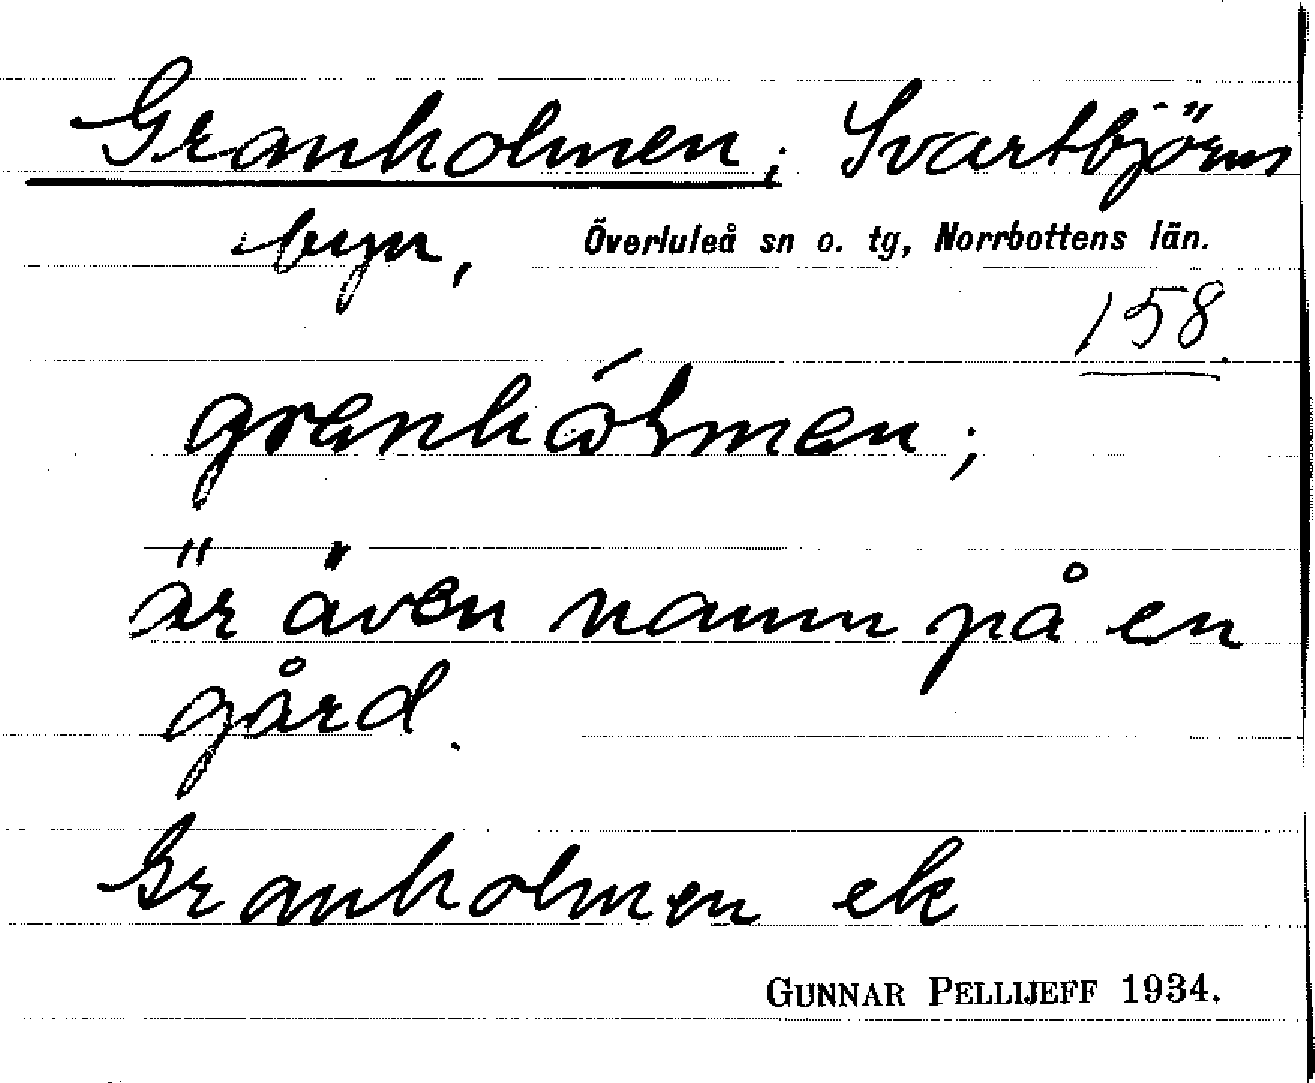 Granholmen; Svartbjörns
byn, Överluleå sn o. tg, Norrbottens län.
158.
granhólmen;
är även namn på en
gård.
Granholmen ek
GUNNAR PELLIJEFF 1934.